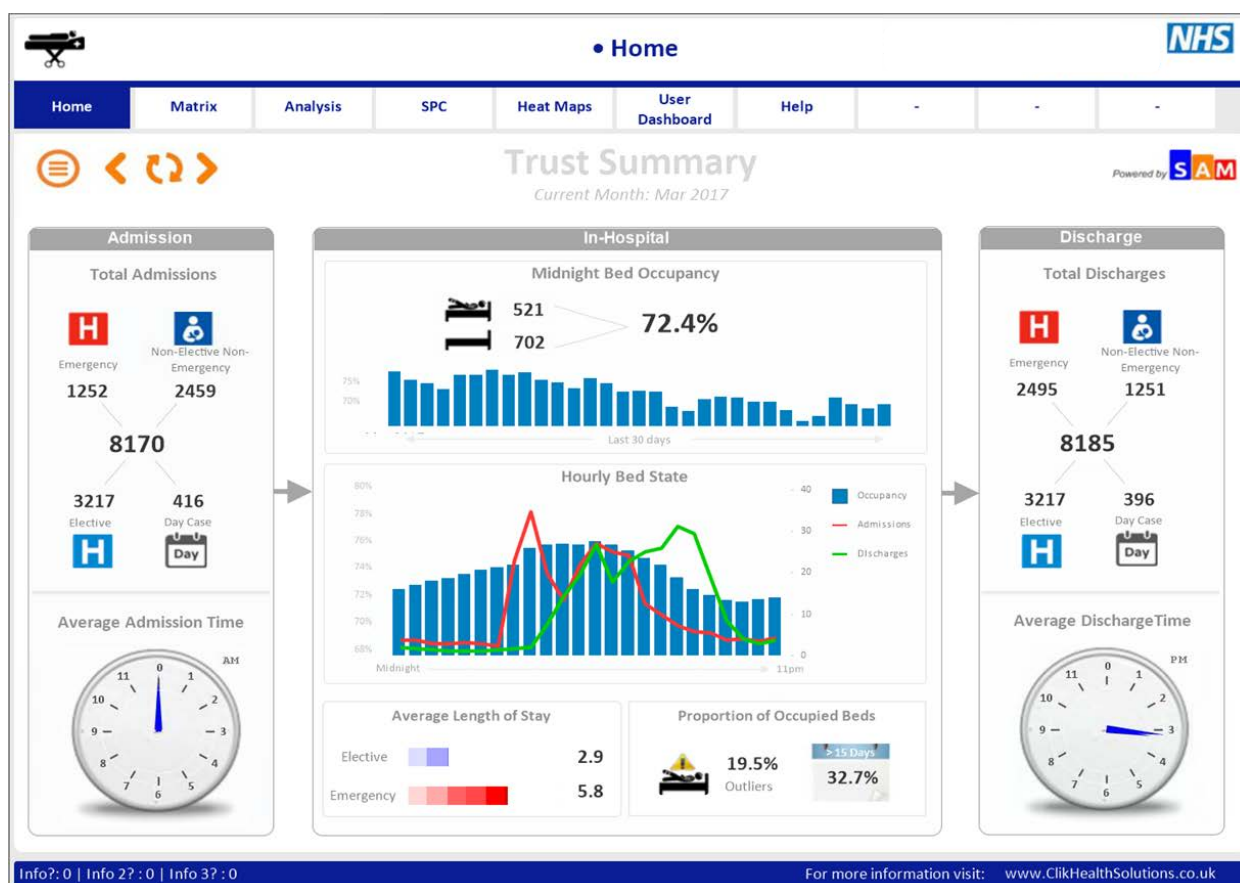 • Home
NHS
Home
Matrix
Analysis
SPC
Heat Maps
User
Dashboard
Help
-
-
-
Trust Summary
Current Month: Mar 2017
Powered by SAM
Admission
Total Admissions
H
Emergency
Non-Elective Non-
Emergency
1252
2459
8170
3217
416
Elective
Day Case
H
Day
Average Admission Time
AM
0
1
2
3
4
5
6
7
8
9
10
11
In-Hospital
Midnight Bed Occupancy
521
702
72.4%
75%
70%
Last 30 days
Hourly Bed State
80%
78%
76%
74%
72%
70%
68%
40
30
20
10
0
Occupancy
Admissions
Discharges
Midnight
11pm
Average Length of Stay
Elective
2.9
Emergency
5.8
Proportion of Occupied Beds
19.5%
Outliers
>15 Days
32.7%
Discharge
Total Discharges
H
Emergency
Non-Elective Non-
Emergency
2495
1251
8185
3217
396
Elective
Day Case
H
Day
Average DischargeTime
PM
0
1
2
3
4
5
6
7
8
9
10
11
Info?: 0 | Info 2? : 0 | Info 3? : 0
For more information visit: www.ClikHealthSolutions.co.uk